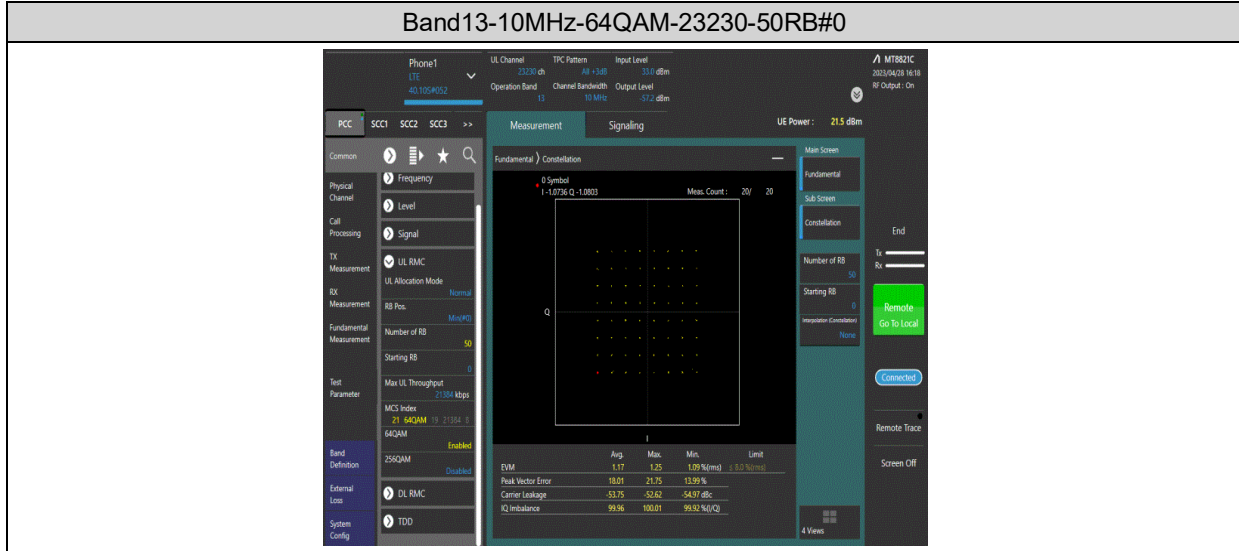 Band13-10MHz-64QAM-23230-50RB#0
Phone1
LTE
40.10S#052
UL Channel
23230 ch
TPC Pattern
All +3dB
Input Level
33.0 dBm
Operation Band
13
Channel Bandwidth
10 MHz
Output Level
-57.2 dBm
MT8821C
2023/04/28 16:18
RF Output : On
PCC SCC1 SCC2 SCC3 >>
Measurement
Signaling
UE Power : 21.5 dBm
Common
Physical
Channel
Call
Processing
TX
Measurement
RX
Measurement
Fundamental
Measurement
Test
Parameter
Band
Definition
External
Loss
System
Config
Frequency
Level
Signal
UL RMC
UL Allocation Mode
Normal
RB Pos.
Min(#0)
Number of RB
50
Starting RB
0
Max UL Throughput
21384 kbps
MCS Index
21 64QAM 19 21384 8
64QAM
Enabled
256QAM
Disabled
DL RMC
TDD
Fundamental ) Constellation
0 Symbol
I -1.0736 Q -1.0803
Meas. Count : 20/ 20
Q
I
Avg. Max. Min. Limit
EVM 1.17 1.25 1.09 %(rms) ≤ 8.0 %(rms)
Peak Vector Error 18.01 21.75 13.99 %
Carrier Leakage -53.75 -52.62 -54.97 dBc
IQ Imbalance 99.96 100.01 99.92 %(I/Q)
Main Screen
Fundamental
Sub Screen
Constellation
Number of RB
50
Starting RB
0
Interpolation (Constellation)
None
4 Views
End
Tx
Rx
Remote
Go To Local
Connected
Remote Trace
Screen Off